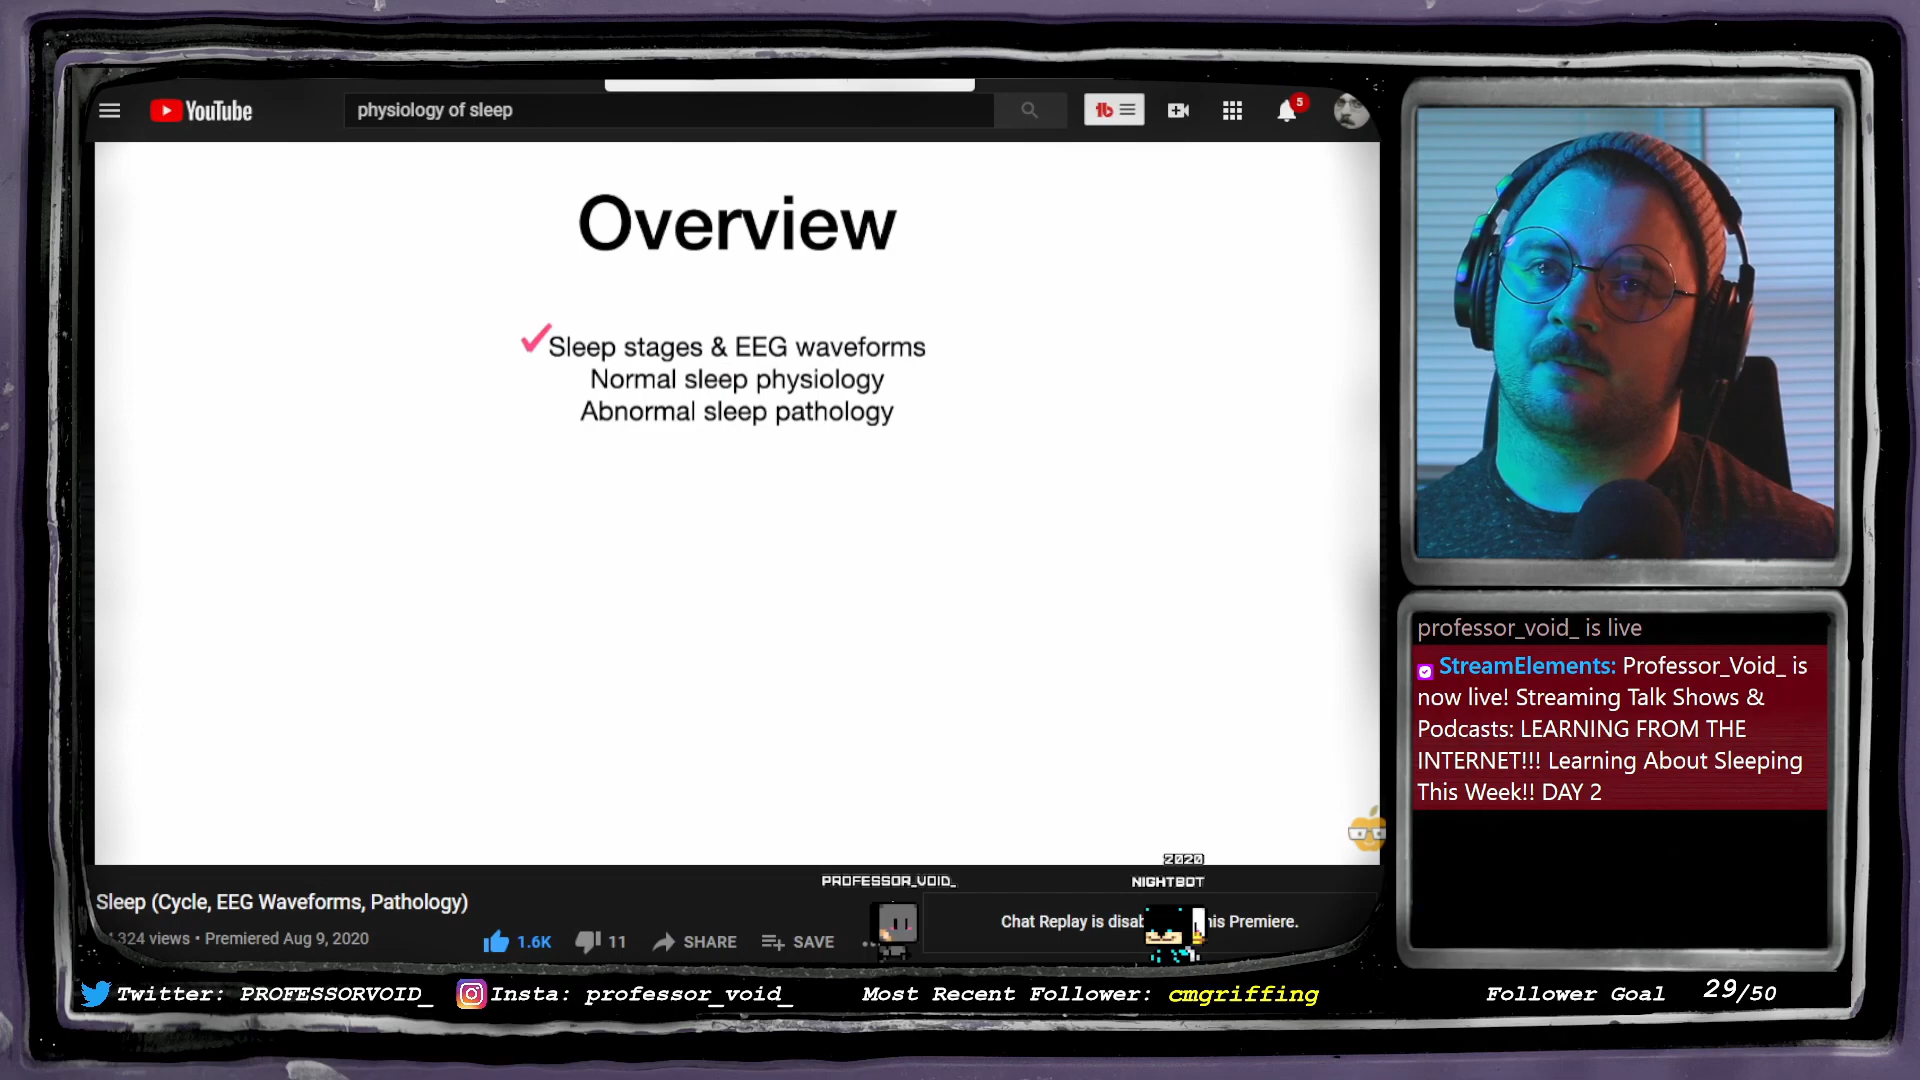 YouTube
physiology of sleep
5
Overview
Sleep stages & EEG waveforms
Normal sleep physiology
Abnormal sleep pathology
professor_void_ is live
StreamElements: Professor_Void_ is
now live! Streaming Talk Shows &
Podcasts: LEARNING FROM THE
INTERNET!!! Learning About Sleeping
This Week!! DAY 2
2020
PROFESSOR_VOID_
NIGHTBOT
Sleep (Cycle, EEG Waveforms, Pathology)
324 views • Premiered Aug 9, 2020
1.6K
11
SHARE
SAVE
Chat Replay is disab his Premiere.
Twitter: PROFESSORVOID_
Insta: professor_void_
Most Recent Follower: cmgriffing
Follower Goal 29/50